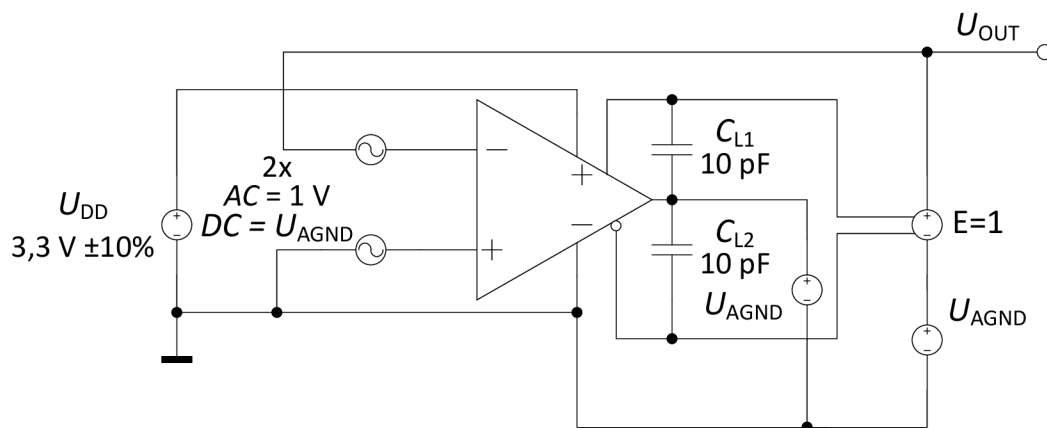 U_OUT
C_L1
10 pF
2x
AC = 1 V
DC = U_AGND
U_DD
3,3 V ±10%
E=1
C_L2
10 pF
U_AGND
U_AGND